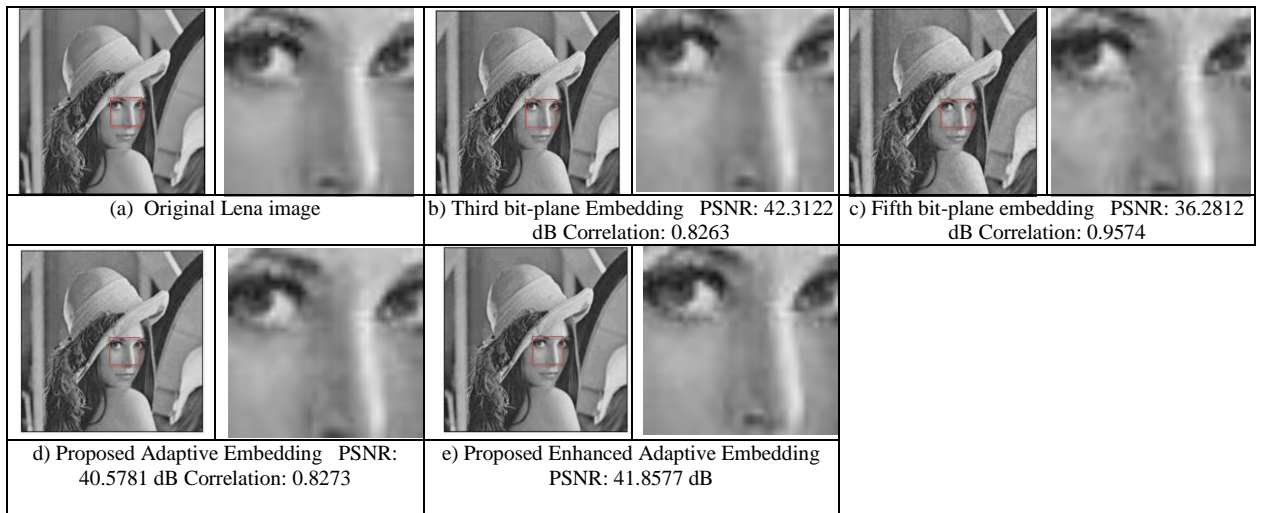 (a) Original Lena image
b) Third bit-plane Embedding PSNR: 42.3122
dB Correlation: 0.8263
c) Fifth bit-plane embedding PSNR: 36.2812
dB Correlation: 0.9574
d) Proposed Adaptive Embedding PSNR:
40.5781 dB Correlation: 0.8273
e) Proposed Enhanced Adaptive Embedding
PSNR: 41.8577 dB